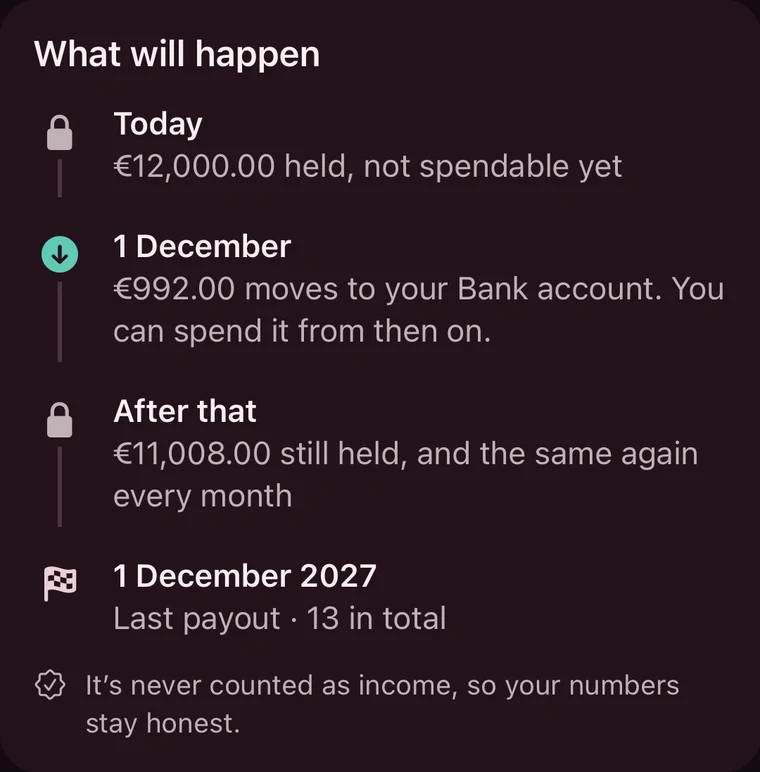 What will happen
Today
€12,000.00 held, not spendable yet
1 December
€992.00 moves to your Bank account. You
can spend it from then on.
After that
€11,008.00 still held, and the same again
every month
1 December 2027
Last payout · 13 in total
It’s never counted as income, so your numbers
stay honest.